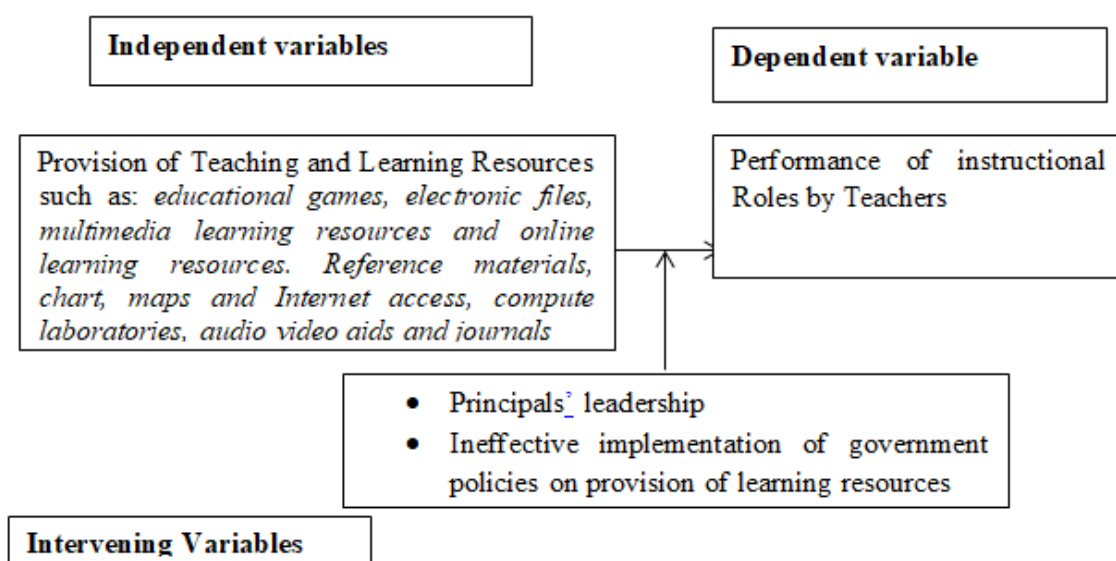 Independent variables
Dependent variable
Provision of Teaching and Learning Resources
such as: educational games, electronic files,
multimedia learning resources and online
learning resources. Reference materials,
chart, maps and Internet access, compute
laboratories, audio video aids and journals
Performance of instructional
Roles by Teachers
• Principals’ leadership
• Ineffective implementation of government
policies on provision of learning resources
Intervening Variables